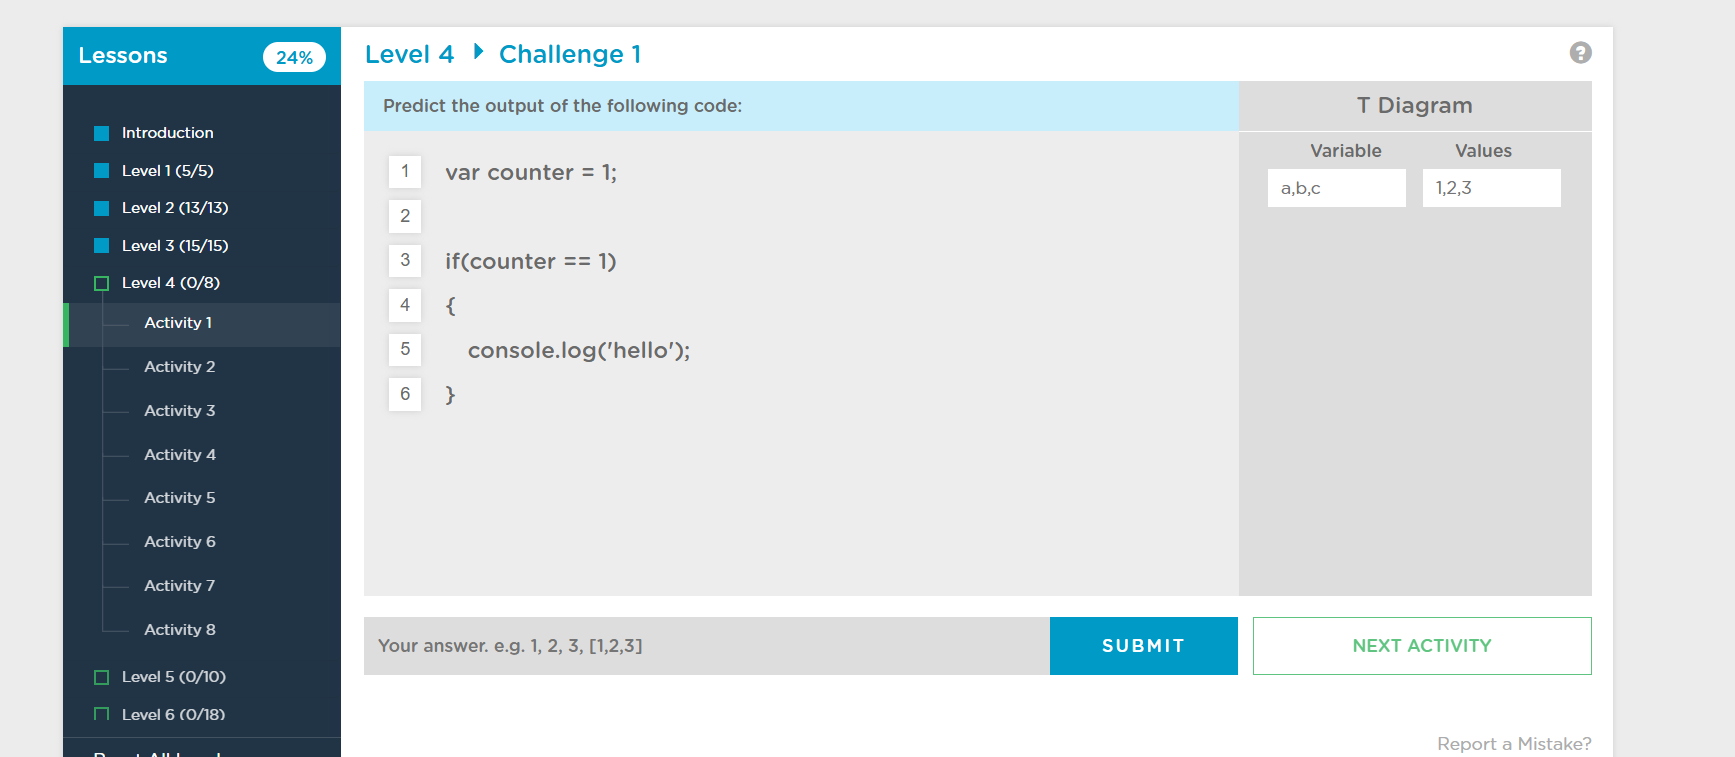 Lessons
24%
Introduction
Level 1 (5/5)
Level 2 (13/13)
Level 3 (15/15)
Level 4 (0/8)
Activity 1
Activity 2
Activity 3
Activity 4
Activity 5
Activity 6
Activity 7
Activity 8
Level 5 (0/10)
Level 6 (0/18)
Level 4
Challenge 1
?
Predict the output of the following code:
1 var counter = 1;
2
3 if(counter == 1)
4 {
5 console.log('hello');
6 }
T Diagram
Variable Values
a,b,c 1,2,3
Your answer. e.g. 1, 2, 3, [1,2,3]
SUBMIT
NEXT ACTIVITY
Report a Mistake?